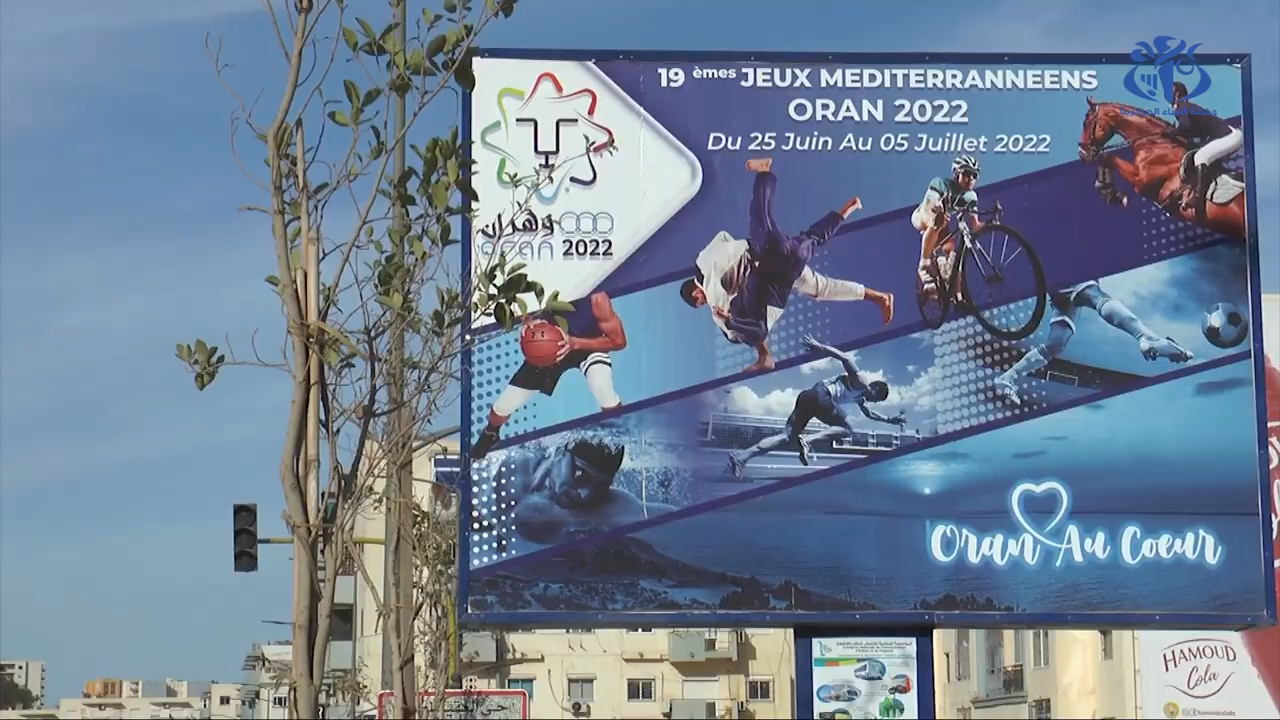 19 èmes JEUX MEDITERRANNEENS
ORAN 2022
Du 25 Juin Au 05 Juillet 2022
وهران
oran
2022
Oran Au Coeur
HAMOUD
Cola